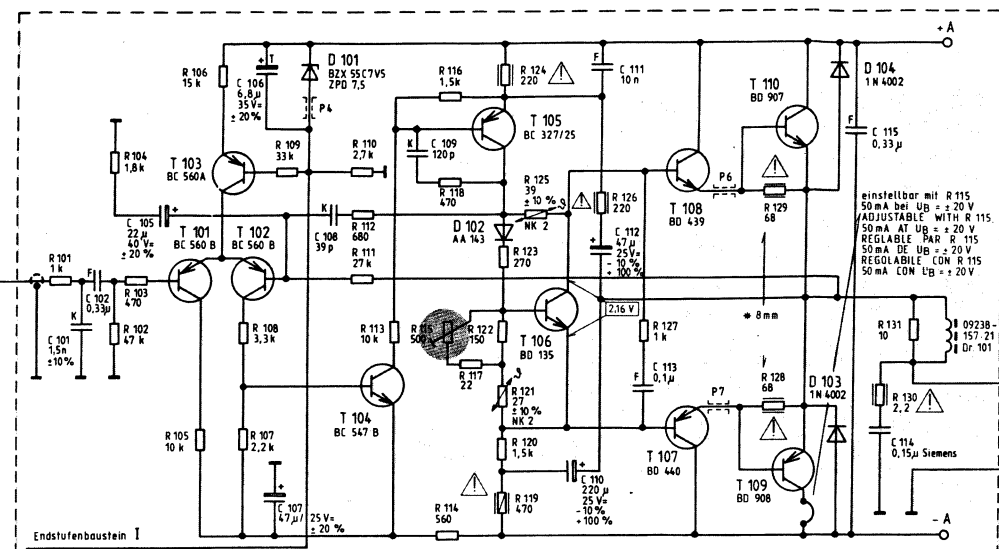 + A
R 106
15 k
+ T
C 106
6,8 µ
35 V=
± 20 %
D 101
BZX 55C7V5
ZPD 7,5
P4
R 116
1,5k
R 124
220
F
C 111
10 n
T 110
BD 907
D 104
1N 4002
T 105
BC 327/25
K
C 109
120 p
F
C 115
0,33 µ
R 104
1,8k
T 103
BC 560A
R 109
33 k
R 110
2,7k
R 118
470
R 125
39
± 10 %
NK 2
ϑ
R 126
220
T 108
BD 439
P6
R 129
68
einstellbar mit R 115
50 mA bei UB = ± 20 V
ADJUSTABLE WITH R 115
50 mA AT UB = ± 20 V
REGLABLE PAR R 115
50 mA DE UB = ± 20 V
REGOLABILE CON R 115
50 mA CON UB = ± 20 V
C 105
22 µ
40 V=
± 20 %
+
T 101
BC 560 B
T 102
BC 560 B
K
C 108
39 p
R 112
680
R 111
27 k
D 102
AA 143
R 123
270
+
C 112
47 µ
25V=
- 10 %
+ 100 %
R 101
1 k
F
C 102
0,33µ
R 103
470
K
C 101
1,5n
±10%
R 102
47 k
2,16 V
* 8mm
R 108
3,3 k
R 113
10 k
R 115
500
R 122
150
R 117
22
T 106
BD 135
R 127
1 k
R 131
10
0923B-
157-21
Dr. 101
F
C 113
0,1µ
P7
R 128
68
D 103
1N 4002
R 130
2,2
T 104
BC 547 B
ϑ
R 121
27
± 10 %
NK 2
T 107
BD 440
C 114
0,15µ Siemens
R 105
10 k
R 107
2,2 k
R 120
1,5 k
T 109
BD 908
+
C 107
47 µ/ 25 V=
± 20 %
R 119
470
+
C 110
220 µ
25 V=
- 10 %
+ 100 %
R 114
560
- A
Endstufenbaustein I